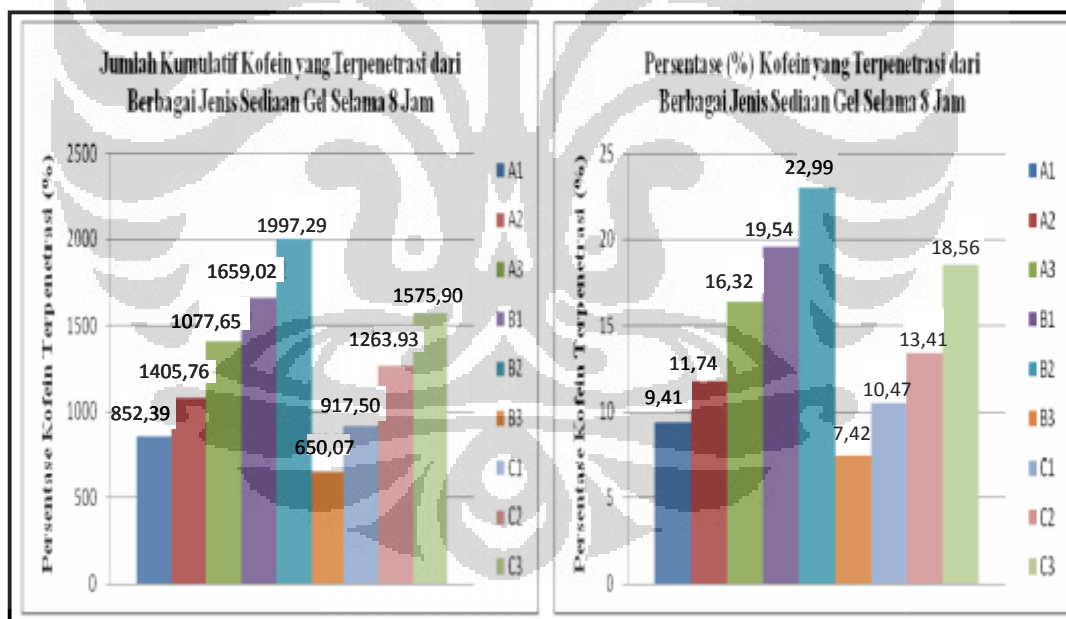 Jumlah Kumulatif Kofein yang Terpenetrasi dari
Berbagai Jenis Sediaan Gel Selama 8 Jam
Persentase Kofein Terpenetrasi (%)
2500
2000
1500
1000
500
0
852,39
1405,76
1077,65
1659,02
1997,29
650,07
917,50
1263,93
1575,90
A1
A2
A3
B1
B2
B3
C1
C2
C3
Persentase (%) Kofein yang Terpenetrasi dari
Berbagai Jenis Sediaan Gel Selama 8 Jam
Persentase Kofein Terpenetrasi (%)
25
20
15
10
5
0
9,41
11,74
16,32
19,54
22,99
7,42
10,47
13,41
18,56
A1
A2
A3
B1
B2
B3
C1
C2
C3